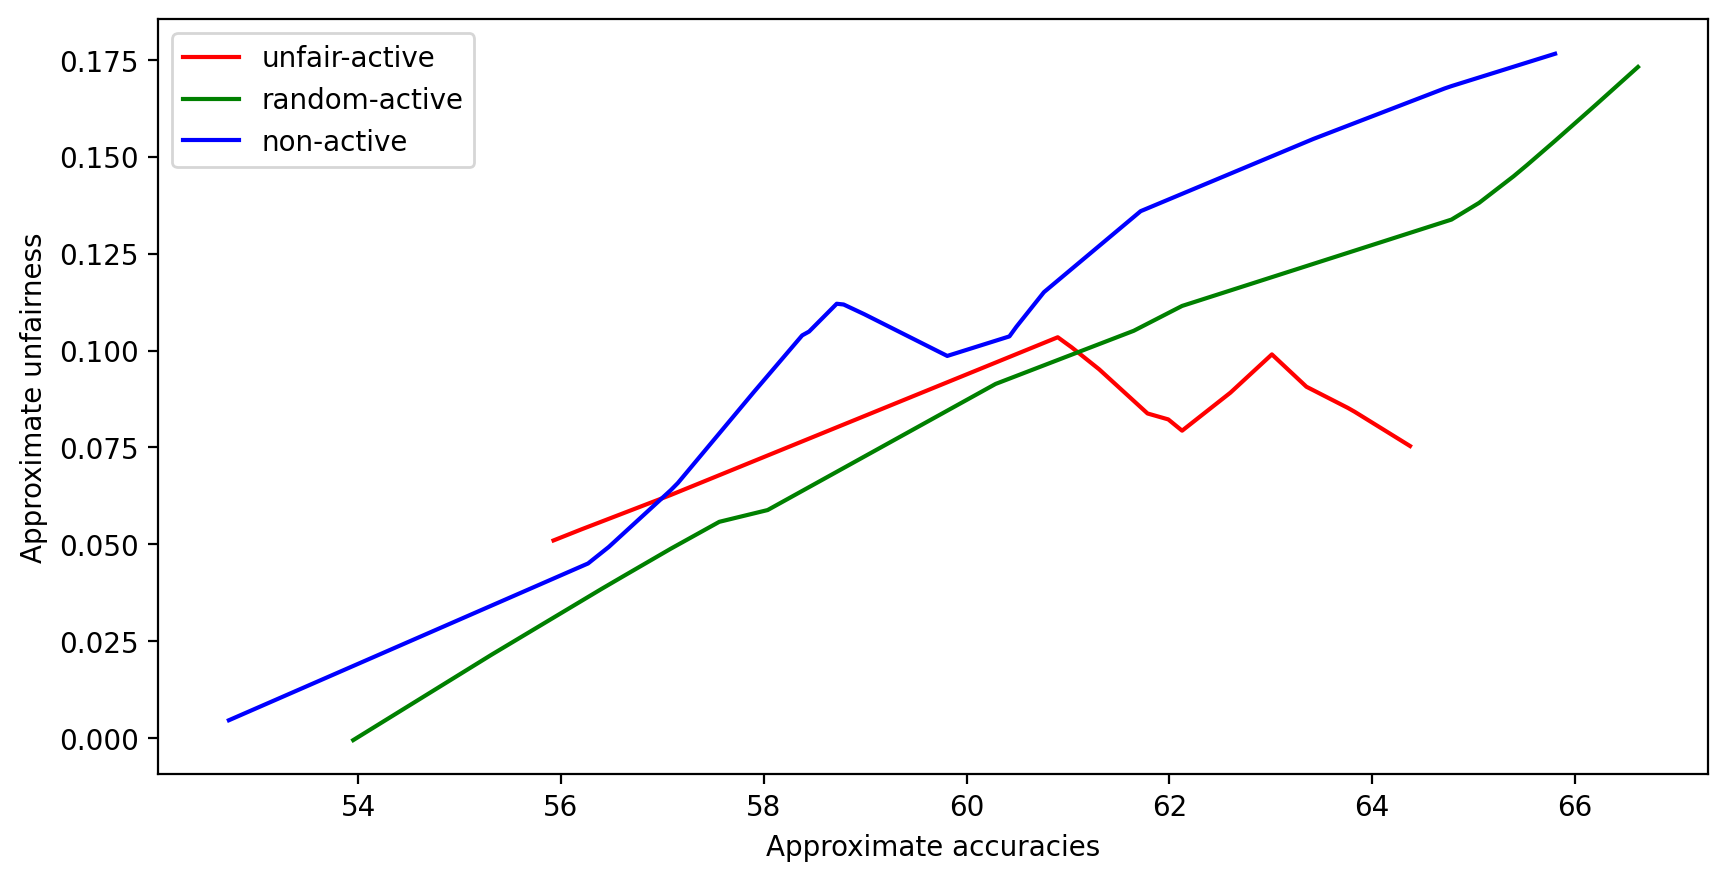 unfair-active
random-active
non-active
0.175
0.150
0.125
0.100
0.075
0.050
0.025
0.000
Approximate unfairness
54 56 58 60 62 64 66
Approximate accuracies